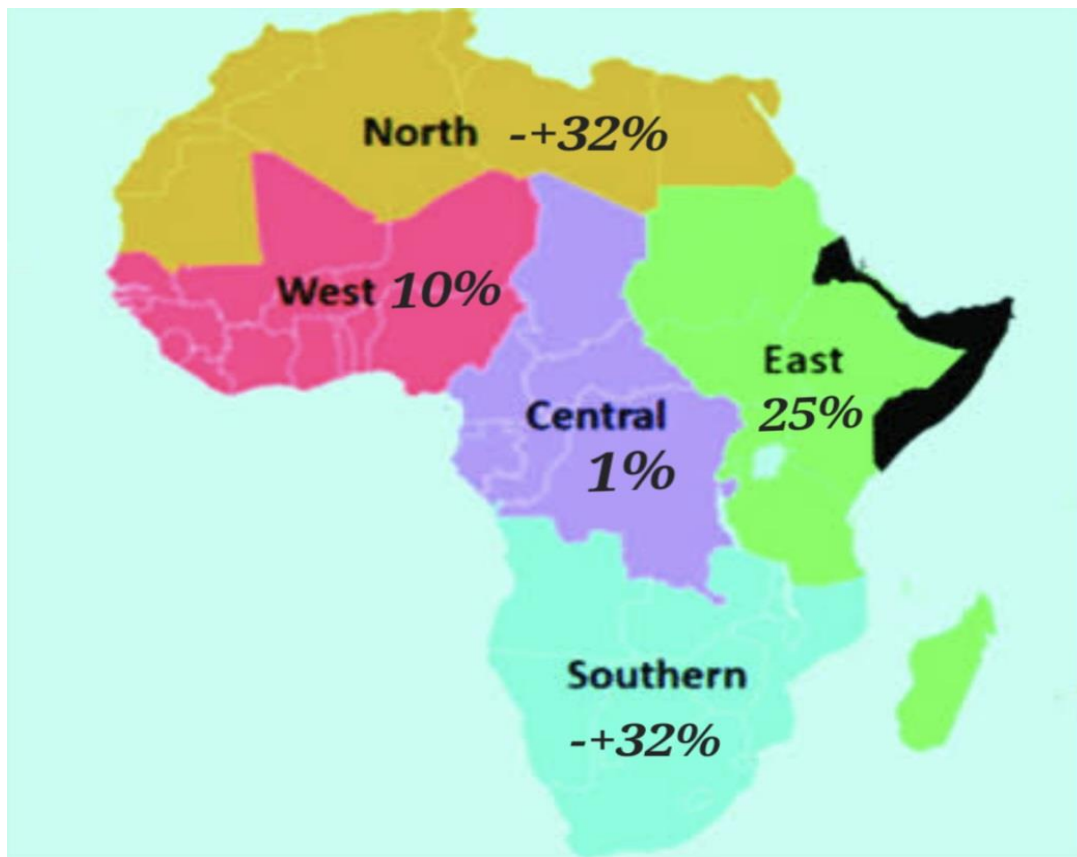 North -+32%
West 10%
East
25%
Central
1%
Southern
-+32%